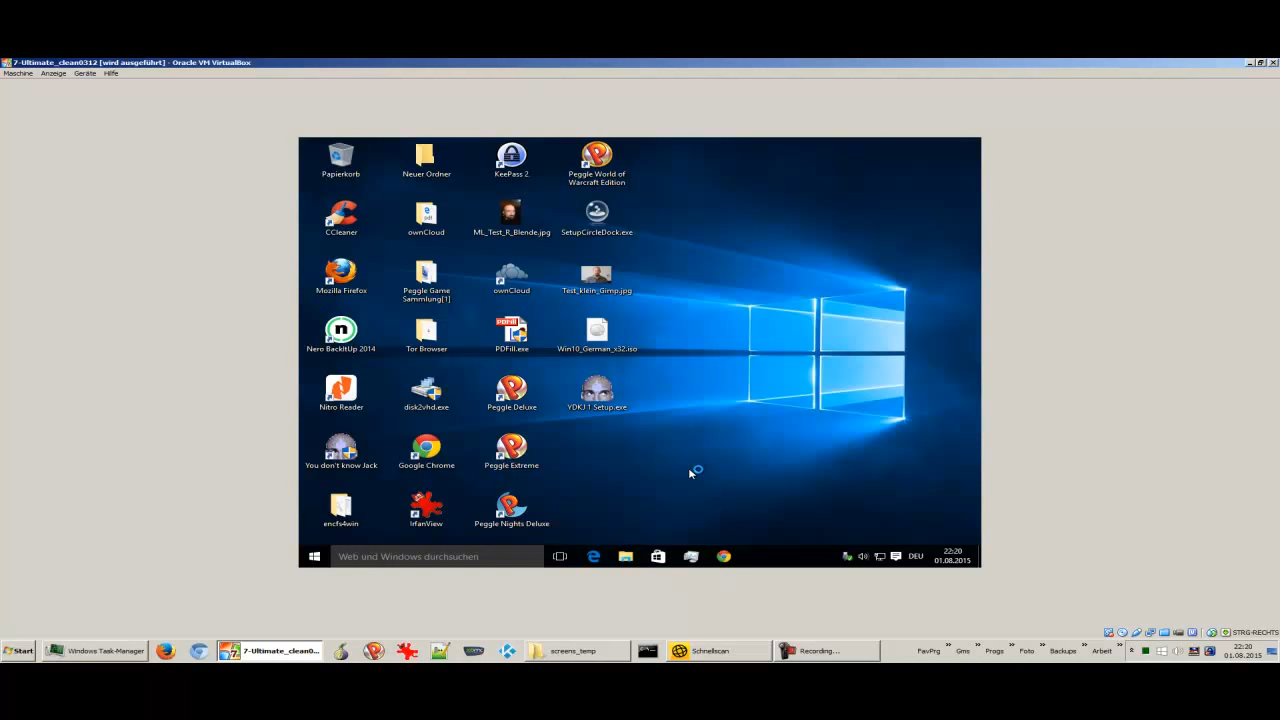 7-Ultimate_clean0312 [wird ausgeführt] - Oracle VM VirtualBox
Maschine Anzeige Geräte Hilfe
Papierkorb Neuer Ordner KeePass 2 Peggle World of
Warcraft Edition
CCleaner ownCloud ML_Test_R_Blende.jpg SetupCircleDock.exe
Mozilla Firefox Peggle Game ownCloud Test_klein_Gimp.jpg
Sammlung[1]
Nero BackItUp 2014 Tor Browser PDFill.exe Win10_German_x32.iso
Nitro Reader disk2vhd.exe Peggle Deluxe YDKJ 1 Setup.exe
You don't know Jack Google Chrome Peggle Extreme
encfs4win IrfanView Peggle Nights Deluxe
Web und Windows durchsuchen DEU 22:20
01.08.2015
STRG-RECHTS
Start Windows Task-Manager 7-Ultimate_clean0... screens_temp Schnellscan Recording... FavPrg Gms Progs Foto Backups Arbeit 22:20
01.08.2015